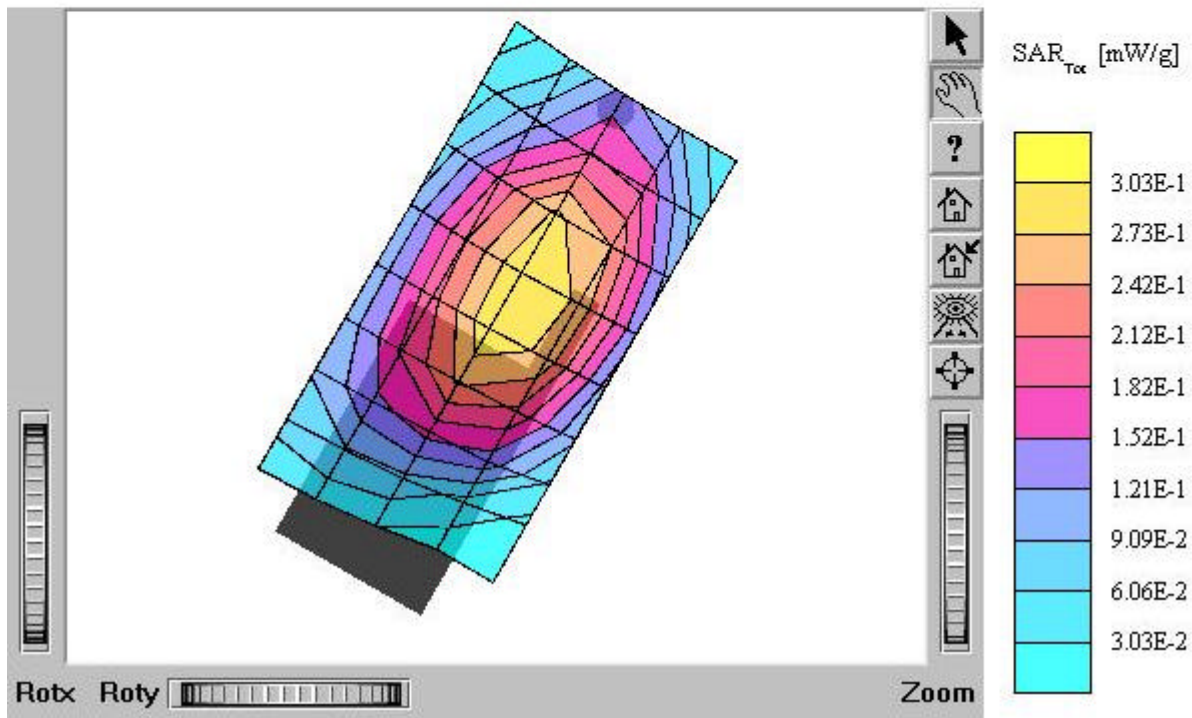 SAR_Tot [mW/g]
?
3.03E-1
2.73E-1
2.42E-1
2.12E-1
1.82E-1
1.52E-1
1.21E-1
9.09E-2
6.06E-2
3.03E-2
Rotx Roty Zoom